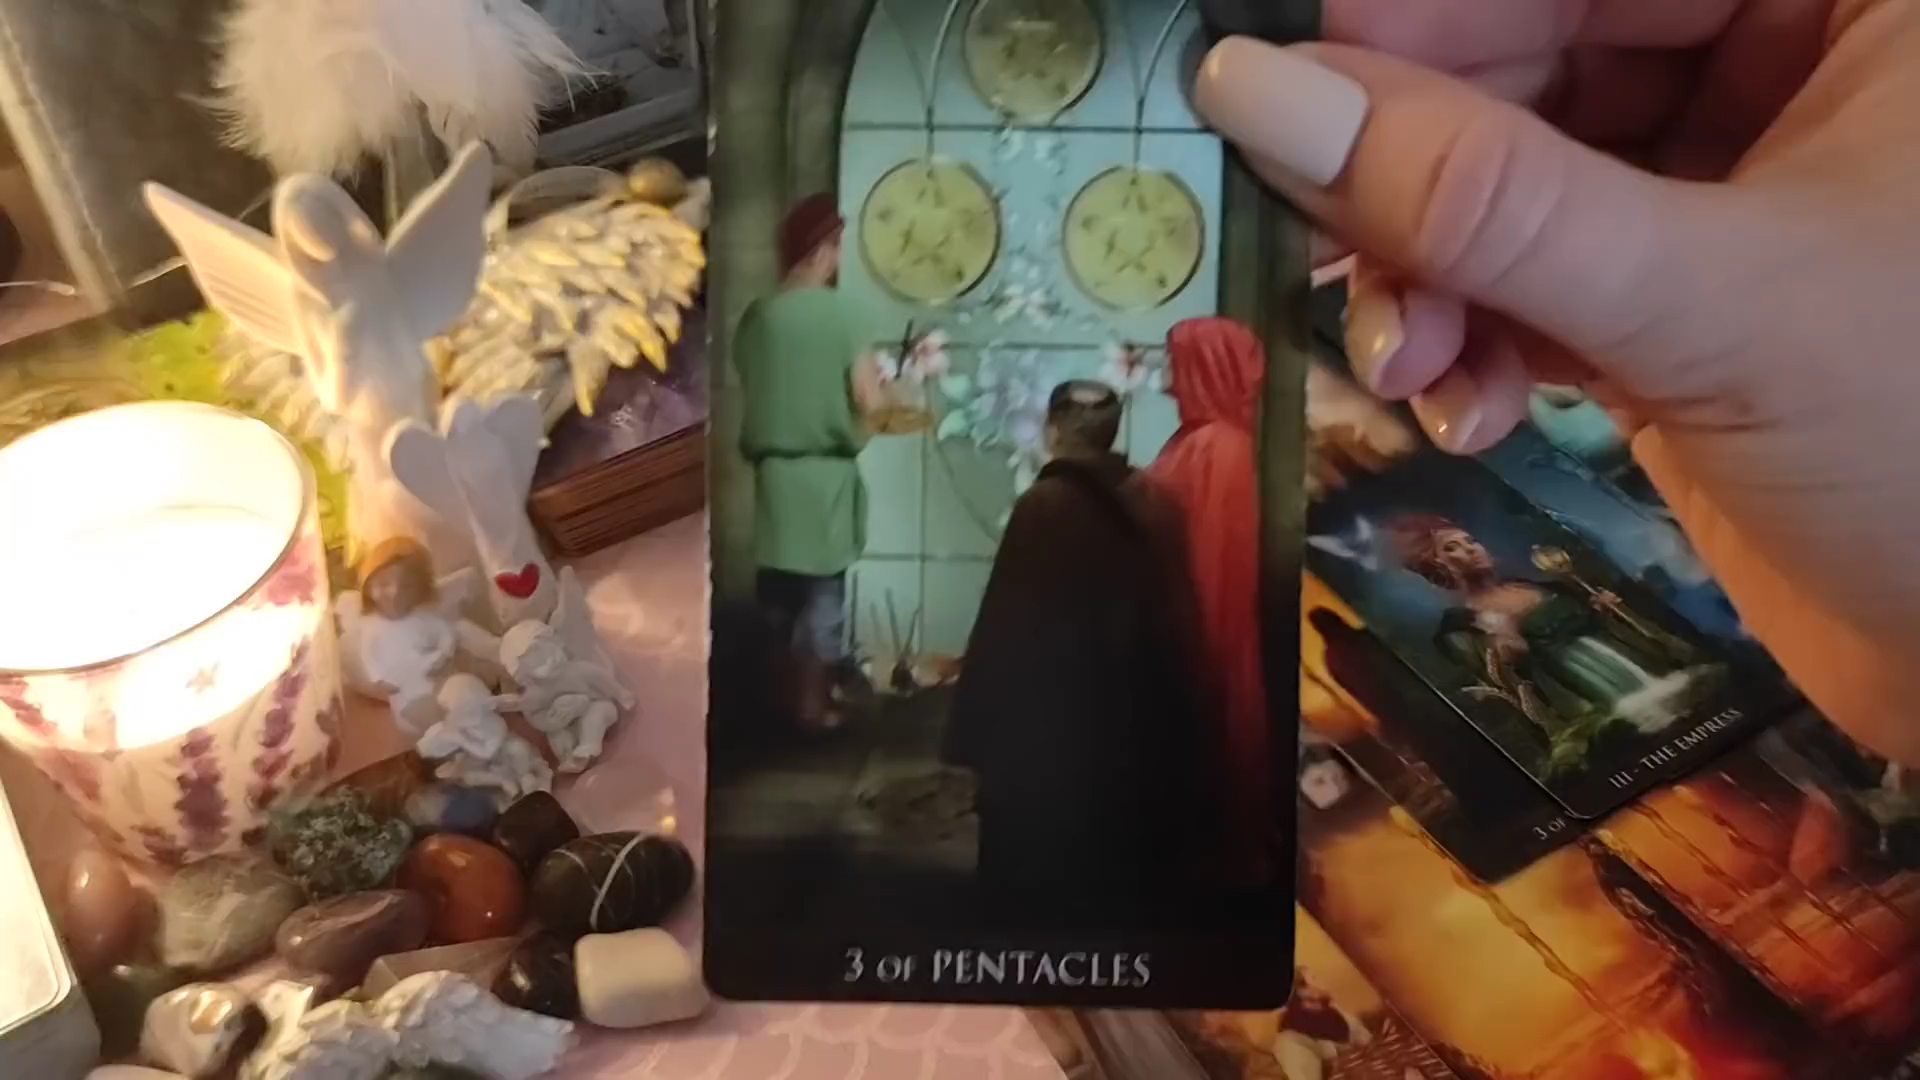 3 OF PENTACLES
III - THE EMPRESS
3 OF